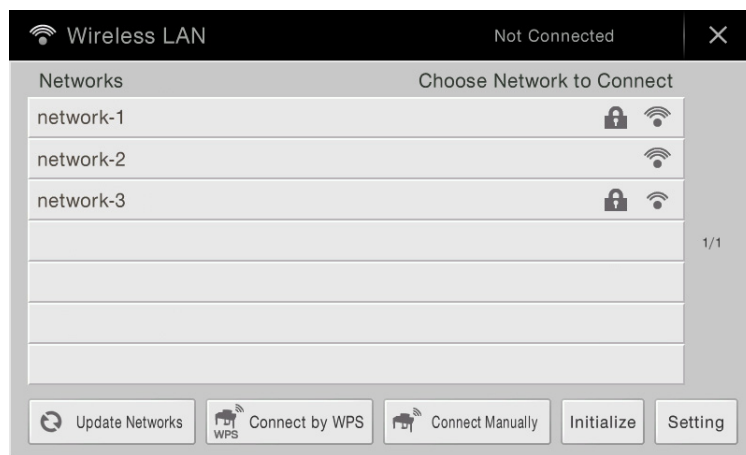 Wireless LAN Not Connected
Networks Choose Network to Connect
network-1
network-2
network-3
1/1
Update Networks WPS Connect by WPS Connect Manually Initialize Setting